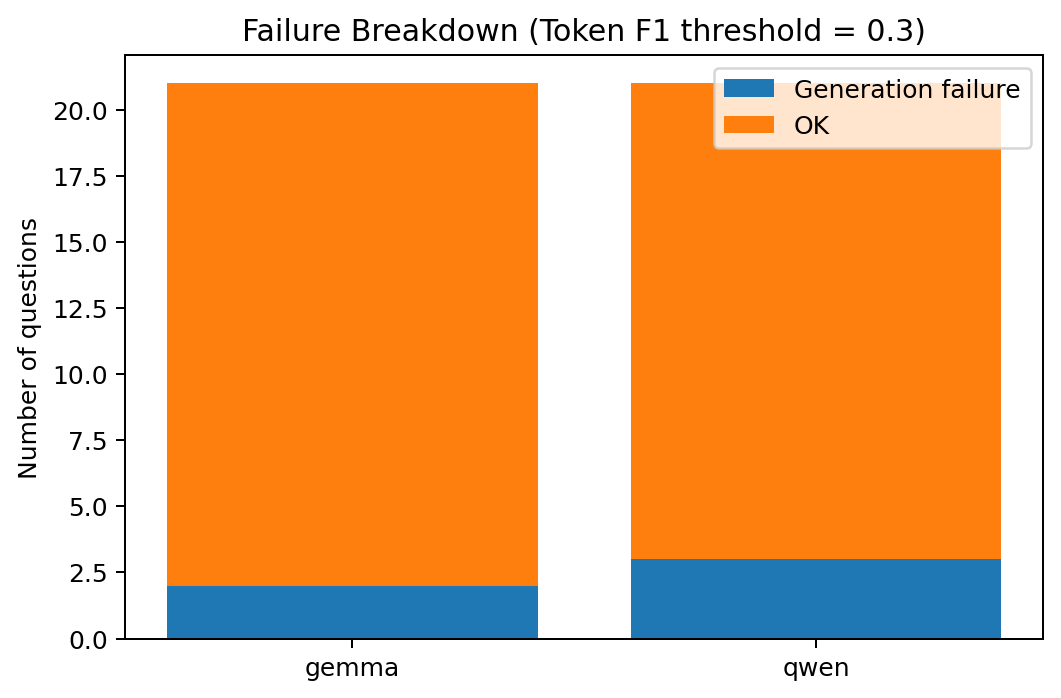 Failure Breakdown (Token F1 threshold = 0.3)
Generation failure
OK
Number of questions
20.0
17.5
15.0
12.5
10.0
7.5
5.0
2.5
0.0
gemma
qwen